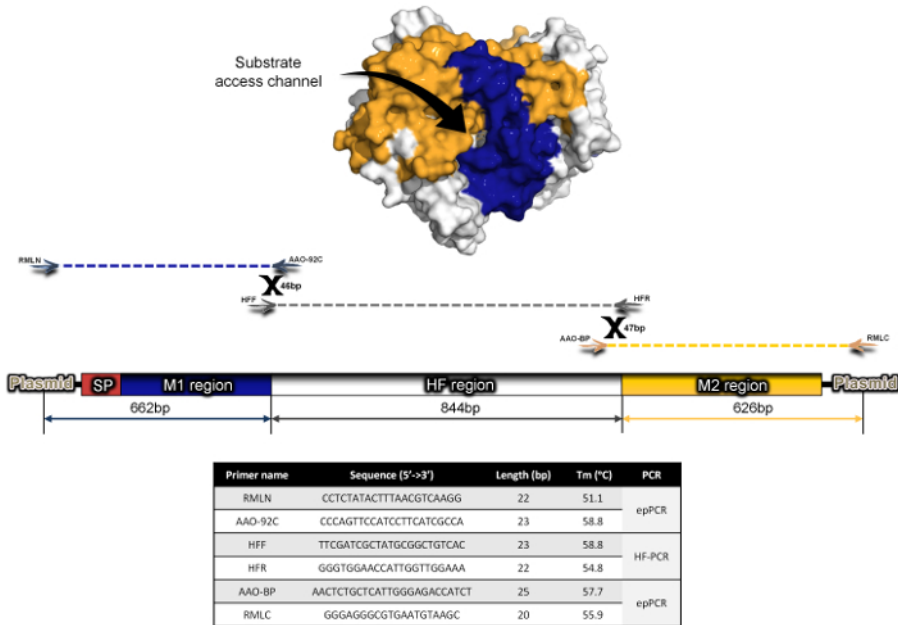 Substrate
access channel
RMLN
AAO-92C
46bp
HFF
HFR
47bp
AAO-BP
RMLC
Plasmid SP M1 region HF region M2 region Plasmid
662bp 844bp 626bp
Primer name Sequence (5'->3') Length (bp) Tm (ºC) PCR
RMLN CCTCTATACTTTAACGTCAAGG 22 51.1 epPCR
AAO-92C CCCAGTTCCATCCTTCATCGCCA 23 58.8
HFF TTCGATCGCTATGCGGCTGTCAC 23 58.8 HF-PCR
HFR GGGTGGAACCATTGGTTGGAAA 22 54.8
AAO-BP AACTCTGCTCATTGGGAGACCATCT 25 57.7 epPCR
RMLC GGGAGGGCGTGAATGTAAGC 20 55.9